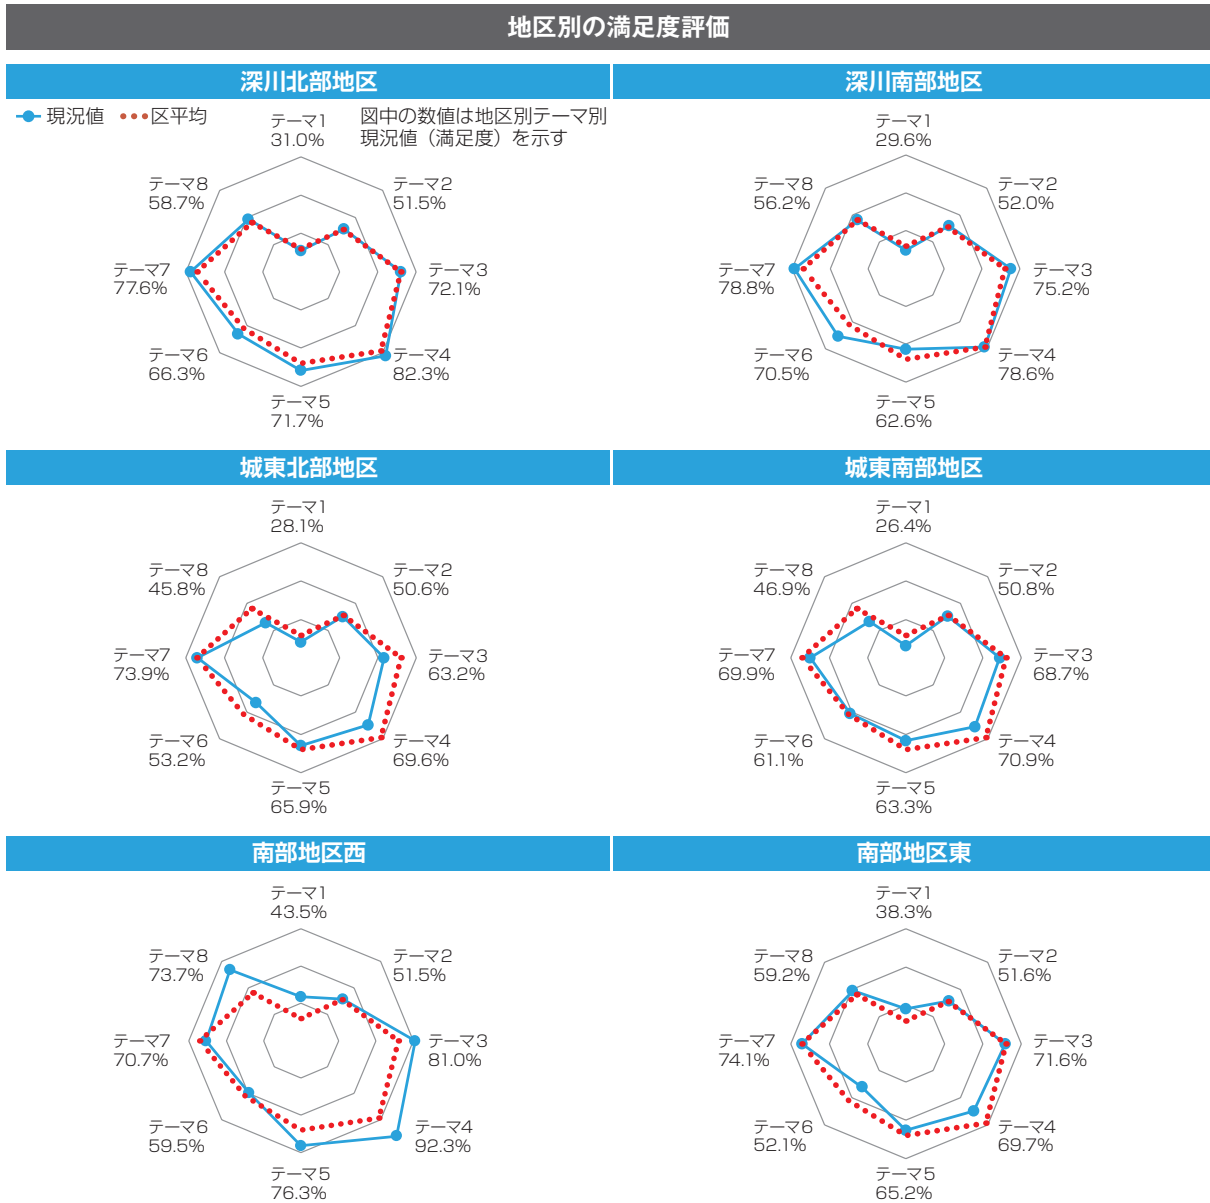 地区別の満足度評価
深川北部地区
現況値
区平均
図中の数値は地区別テーマ別
現況値（満足度）を示す
テーマ1
31.0%
テーマ8
58.7%
テーマ2
51.5%
テーマ7
77.6%
テーマ3
72.1%
テーマ6
66.3%
テーマ4
82.3%
テーマ5
71.7%
深川南部地区
テーマ1
29.6%
テーマ8
56.2%
テーマ2
52.0%
テーマ7
78.8%
テーマ3
75.2%
テーマ6
70.5%
テーマ4
78.6%
テーマ5
62.6%
城東北部地区
テーマ1
28.1%
テーマ8
45.8%
テーマ2
50.6%
テーマ7
73.9%
テーマ3
63.2%
テーマ6
53.2%
テーマ4
69.6%
テーマ5
65.9%
城東南部地区
テーマ1
26.4%
テーマ8
46.9%
テーマ2
50.8%
テーマ7
69.9%
テーマ3
68.7%
テーマ6
61.1%
テーマ4
70.9%
テーマ5
63.3%
南部地区西
テーマ1
43.5%
テーマ8
73.7%
テーマ2
51.5%
テーマ7
70.7%
テーマ3
81.0%
テーマ6
59.5%
テーマ4
92.3%
テーマ5
76.3%
南部地区東
テーマ1
38.3%
テーマ8
59.2%
テーマ2
51.6%
テーマ7
74.1%
テーマ3
71.6%
テーマ6
52.1%
テーマ4
69.7%
テーマ5
65.2%